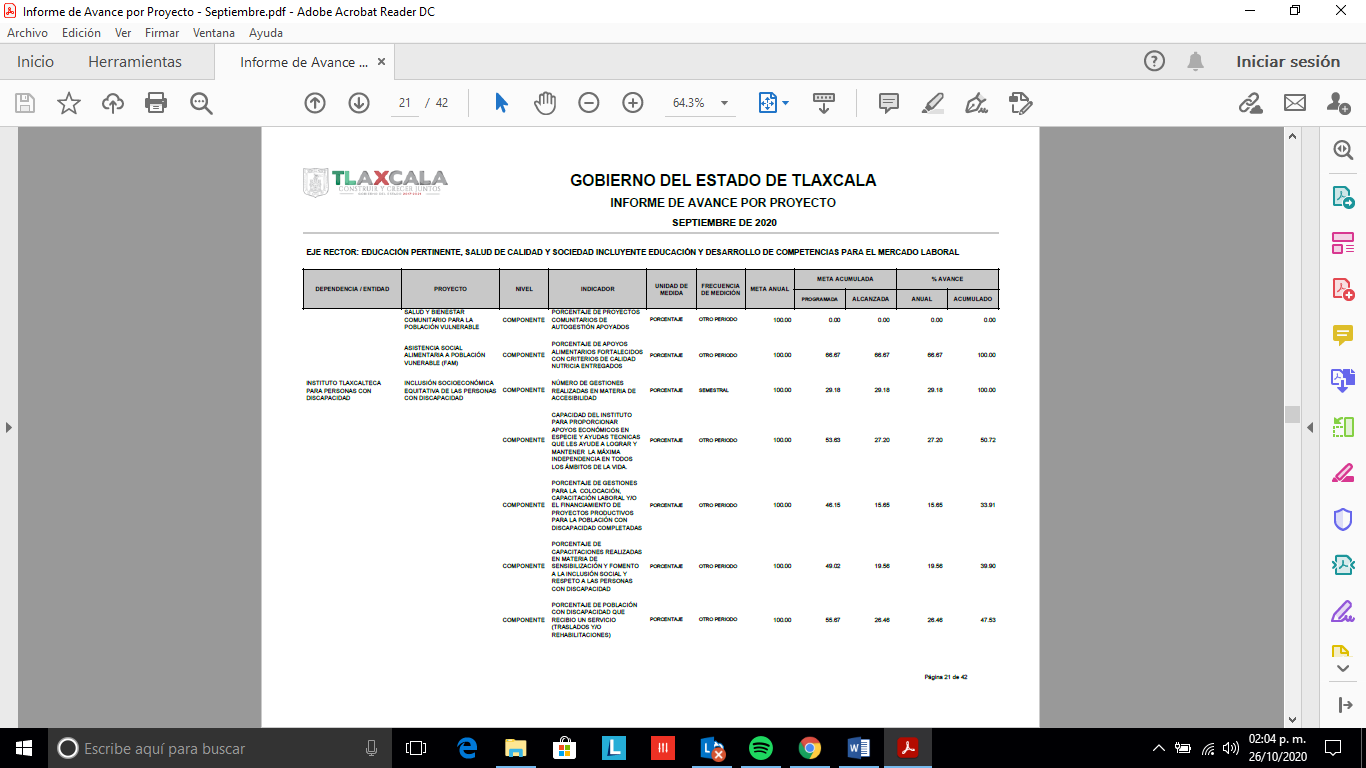 Informe de Avance por Proyecto - Septiembre.pdf - Adobe Acrobat Reader DC
Archivo Edición Ver Firmar Ventana Ayuda
Inicio Herramientas Informe de Avance ... × Iniciar sesión
21 / 42 64.3%
TLAXCALA
CONSTRUIR Y CRECER JUNTOS
GOBIERNO DEL ESTADO DE TLAXCALA
INFORME DE AVANCE POR PROYECTO
SEPTIEMBRE DE 2020
EJE RECTOR: EDUCACIÓN PERTINENTE, SALUD DE CALIDAD Y SOCIEDAD INCLUYENTE EDUCACIÓN Y DESARROLLO DE COMPETENCIAS PARA EL MERCADO LABORAL
DEPENDENCIA / ENTIDAD PROYECTO NIVEL INDICADOR UNIDAD DE MEDIDA FRECUENCIA DE MEDICIÓN META ANUAL META ACUMULADA % AVANCE
PROGRAMADA ALCANZADA ANUAL ACUMULADO
SALUD Y BIENESTAR
COMUNITARIO PARA LA
POBLACIÓN VULNERABLE
COMPONENTE
PORCENTAJE DE PROYECTOS
COMUNITARIOS DE
AUTOGESTIÓN APOYADOS
PORCENTAJE OTRO PERIODO 100.00 0.00 0.00 0.00 0.00
ASISTENCIA SOCIAL
ALIMENTARIA A POBLACIÓN
VUNERABLE (FAM)
COMPONENTE
PORCENTAJE DE APOYOS
ALIMENTARIOS FORTALECIDOS
CON CRITERIOS DE CALIDAD
NUTRICIA ENTREGADOS
PORCENTAJE OTRO PERIODO 100.00 66.67 66.67 66.67 100.00
INSTITUTO TLAXCALTECA
PARA PERSONAS CON
DISCAPACIDAD
INCLUSIÓN SOCIOECONÓMICA
EQUITATIVA DE LAS PERSONAS
CON DISCAPACIDAD
COMPONENTE
NÚMERO DE GESTIONES
REALIZADAS EN MATERIA DE
ACCESIBILIDAD
PORCENTAJE SEMESTRAL 100.00 29.18 29.18 29.18 100.00
COMPONENTE
CAPACIDAD DEL INSTITUTO
PARA PROPORCIONAR
APOYOS ECONÓMICOS EN
ESPECIE Y AYUDAS TECNICAS
QUE LES AYUDE A LOGRAR Y
MANTENER LA MÁXIMA
INDEPENDENCIA EN TODOS
LOS ÁMBITOS DE LA VIDA.
PORCENTAJE OTRO PERIODO 100.00 53.63 27.20 27.20 50.72
COMPONENTE
PORCENTAJE DE GESTIONES
PARA LA COLOCACIÓN,
CAPACITACIÓN LABORAL Y/O
EL FINANCIAMIENTO DE
PROYECTOS PRODUCTIVOS
PARA LA POBLACIÓN CON
DISCAPACIDAD COMPLETADAS
PORCENTAJE OTRO PERIODO 100.00 46.15 15.65 15.65 33.91
COMPONENTE
PORCENTAJE DE
CAPACITACIONES REALIZADAS
EN MATERIA DE
SENSIBILIZACIÓN Y FOMENTO
A LA INCLUSIÓN SOCIAL Y
RESPETO A LAS PERSONAS
CON DISCAPACIDAD
PORCENTAJE OTRO PERIODO 100.00 49.02 19.56 19.56 39.90
COMPONENTE
PORCENTAJE DE POBLACIÓN
CON DISCAPACIDAD QUE
RECIBIO UN SERVICIO
(TRASLADOS Y/O
REHABILITACIONES)
PORCENTAJE OTRO PERIODO 100.00 55.67 26.46 26.46 47.53
Página 21 de 42
Escribe aquí para buscar
02:04 p. m.
26/10/2020